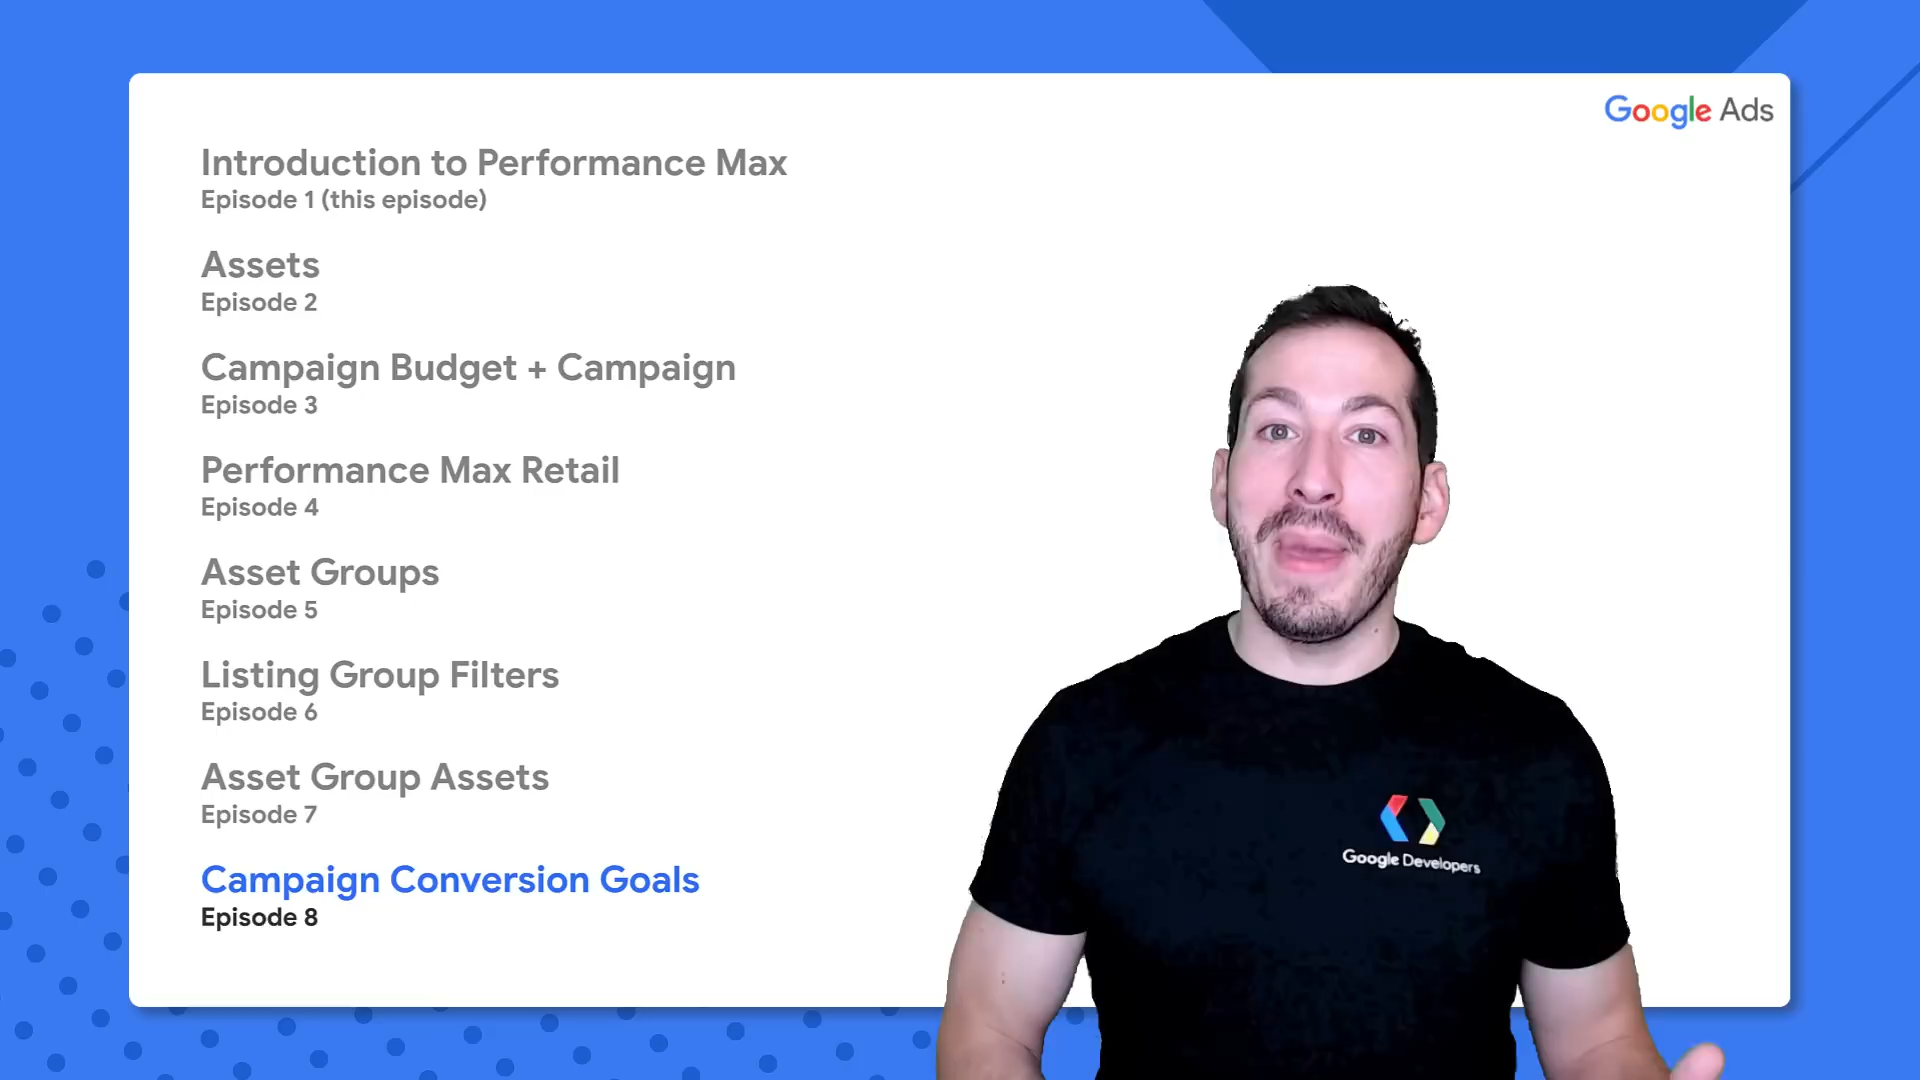 Google Ads
Introduction to Performance Max
Episode 1 (this episode)
Assets
Episode 2
Campaign Budget + Campaign
Episode 3
Performance Max Retail
Episode 4
Asset Groups
Episode 5
Listing Group Filters
Episode 6
Asset Group Assets
Episode 7
Campaign Conversion Goals
Episode 8
Google Developers